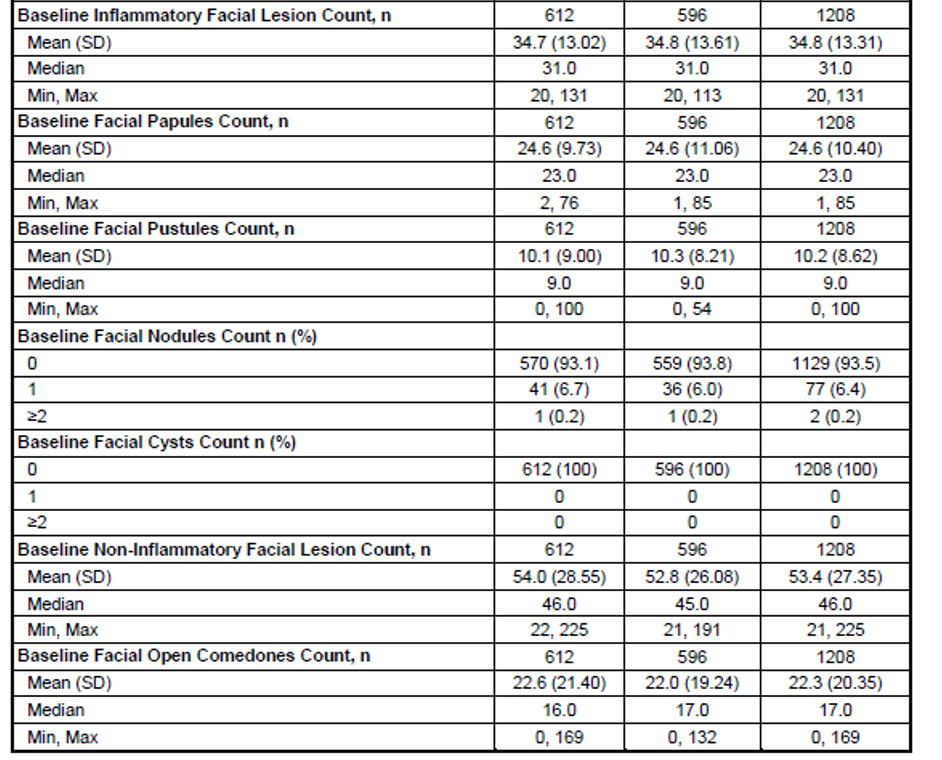 Baseline Inflammatory Facial Lesion Count, n 612 596 1208
Mean (SD) 34.7 (13.02) 34.8 (13.61) 34.8 (13.31)
Median 31.0 31.0 31.0
Min, Max 20, 131 20, 113 20, 131
Baseline Facial Papules Count, n 612 596 1208
Mean (SD) 24.6 (9.73) 24.6 (11.06) 24.6 (10.40)
Median 23.0 23.0 23.0
Min, Max 2, 76 1, 85 1, 85
Baseline Facial Pustules Count, n 612 596 1208
Mean (SD) 10.1 (9.00) 10.3 (8.21) 10.2 (8.62)
Median 9.0 9.0 9.0
Min, Max 0, 100 0, 54 0, 100
Baseline Facial Nodules Count n (%)
0 570 (93.1) 559 (93.8) 1129 (93.5)
1 41 (6.7) 36 (6.0) 77 (6.4)
≥2 1 (0.2) 1 (0.2) 2 (0.2)
Baseline Facial Cysts Count n (%)
0 612 (100) 596 (100) 1208 (100)
1 0 0 0
≥2 0 0 0
Baseline Non-Inflammatory Facial Lesion Count, n 612 596 1208
Mean (SD) 54.0 (28.55) 52.8 (26.08) 53.4 (27.35)
Median 46.0 45.0 46.0
Min, Max 22, 225 21, 191 21, 225
Baseline Facial Open Comedones Count, n 612 596 1208
Mean (SD) 22.6 (21.40) 22.0 (19.24) 22.3 (20.35)
Median 16.0 17.0 17.0
Min, Max 0, 169 0, 132 0, 169